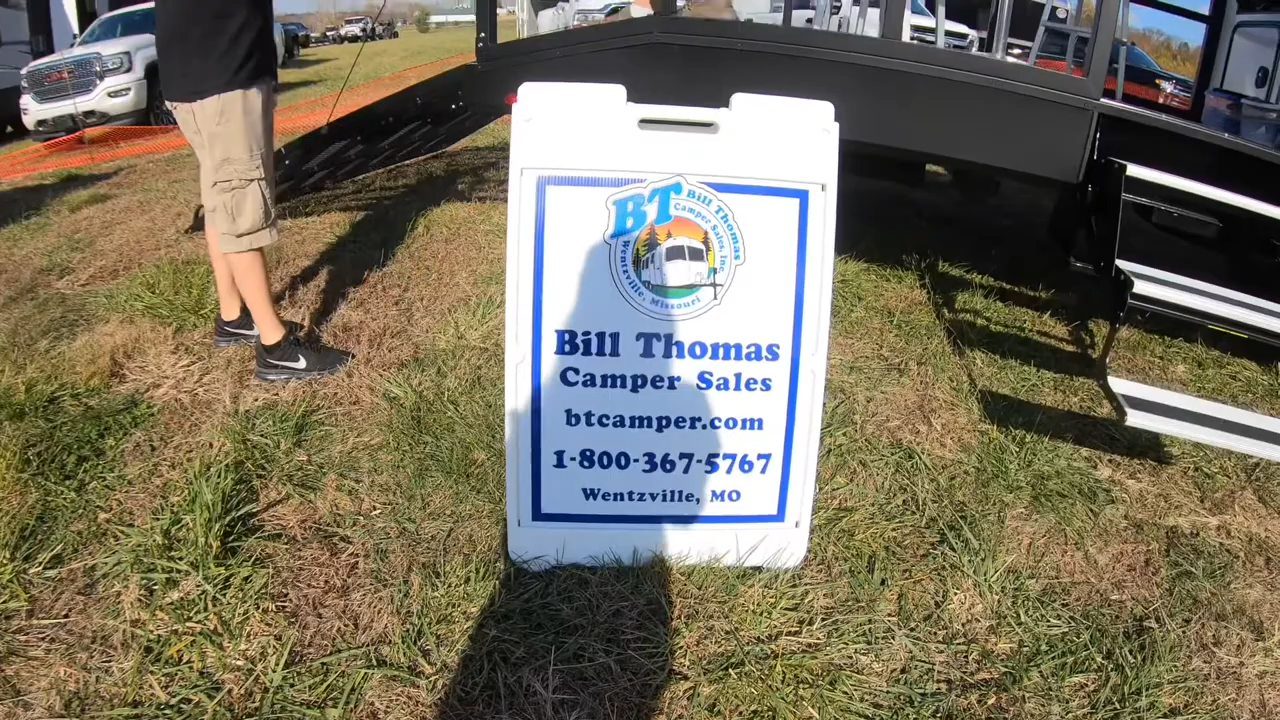 BT
Bill Thomas
Camper Sales, Inc.
Wentzville, Missouri
Bill Thomas
Camper Sales
btcamper.com
1-800-367-5767
Wentzville, MO